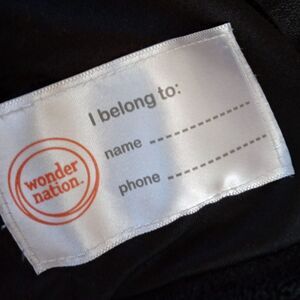 wonder
nation.
I belong to:
name ----------------
phone ----------------